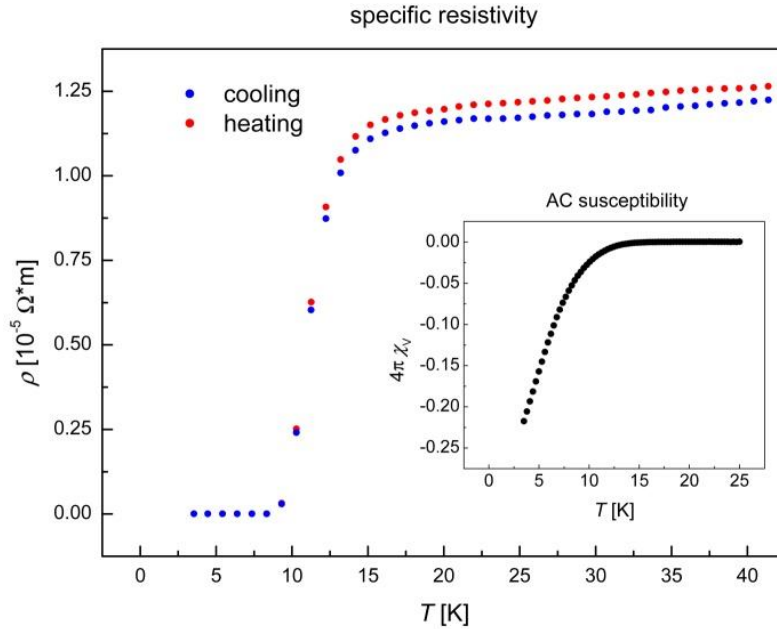 specific resistivity
cooling
heating
ρ [10⁻⁵ Ω*m]
1.25
1.00
0.75
0.50
0.25
0.00
0 5 10 15 20 25 30 35 40
T [K]
AC susceptibility
4π χᵥ
0.00
-0.05
-0.10
-0.15
-0.20
-0.25
0 5 10 15 20 25
T [K]